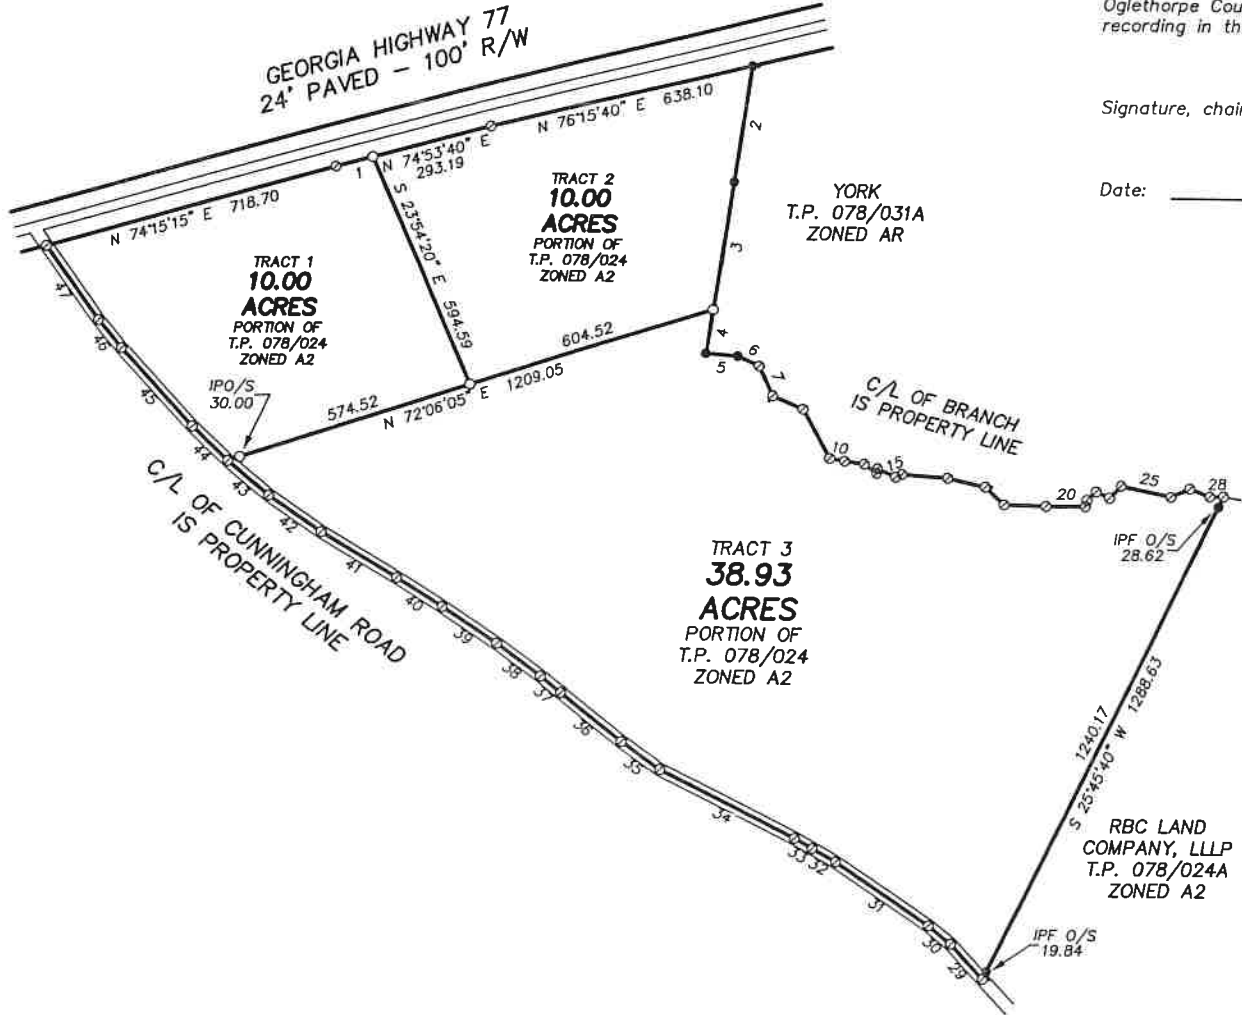 Oglethorpe Cou
recording in th
Signature, chair
Date:
GEORGIA HIGHWAY 77
24' PAVED - 100' R/W
N 74°15'15" E 718.70
1
N 74°53'40" E
293.19
N 76°15'40" E 638.10
2
3
4
5
6
7
10
15
20
25
28
S 23°54'20" E 594.59
TRACT 1
10.00
ACRES
PORTION OF
T.P. 078/024
ZONED A2
TRACT 2
10.00
ACRES
PORTION OF
T.P. 078/024
ZONED A2
YORK
T.P. 078/031A
ZONED AR
IPO/S
30.00
574.52
604.52
N 72°06'05" E 1209.05
C/L OF BRANCH
IS PROPERTY LINE
C/L OF CUNNINGHAM ROAD
IS PROPERTY LINE
TRACT 3
38.93
ACRES
PORTION OF
T.P. 078/024
ZONED A2
IPF O/S
28.62
1240.17
S 25°45'40" W 1288.63
RBC LAND
COMPANY, LLLP
T.P. 078/024A
ZONED A2
IPF O/S
19.84
47
46
45
44
43
42
41
40
39
38
37
36
35
34
33
32
31
30
29